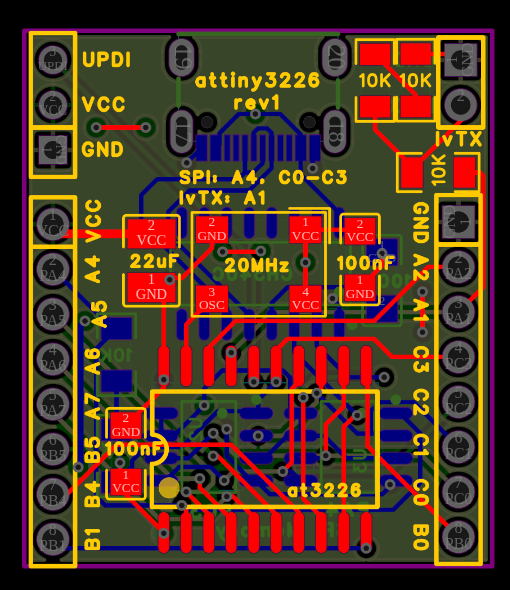 UPDI
VCC
GND
attiny3226
rev1
10K 10K
lvTX
10K
SPI: A4, C0-C3
lvTX: A1
VCC
A4
A5
A6
A7
B5
B4
B1
GND
A2
A1
C3
C2
C1
C0
B0
2
VCC
22uF
1
GND
2
GND
1
VCC
20MHz
3
OSC
4
VCC
2
VCC
100nF
1
GND
2
GND
100nF
1
VCC
at3226